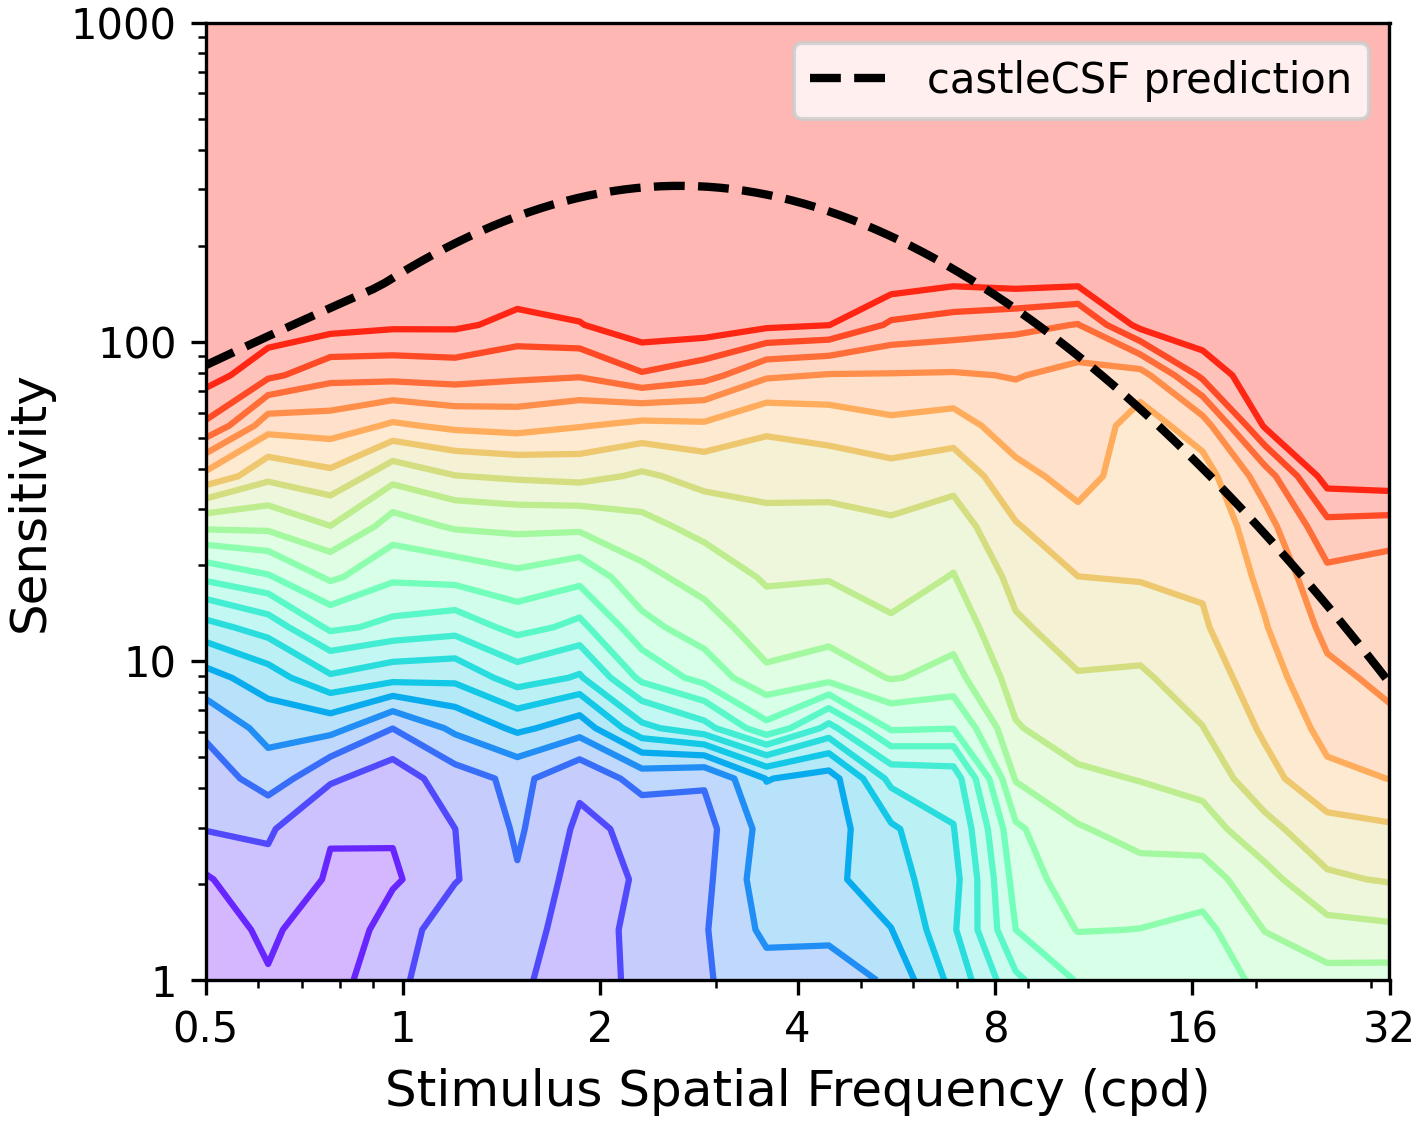 1000
100
10
1
Sensitivity
castleCSF prediction
0.5 1 2 4 8 16 32
Stimulus Spatial Frequency (cpd)